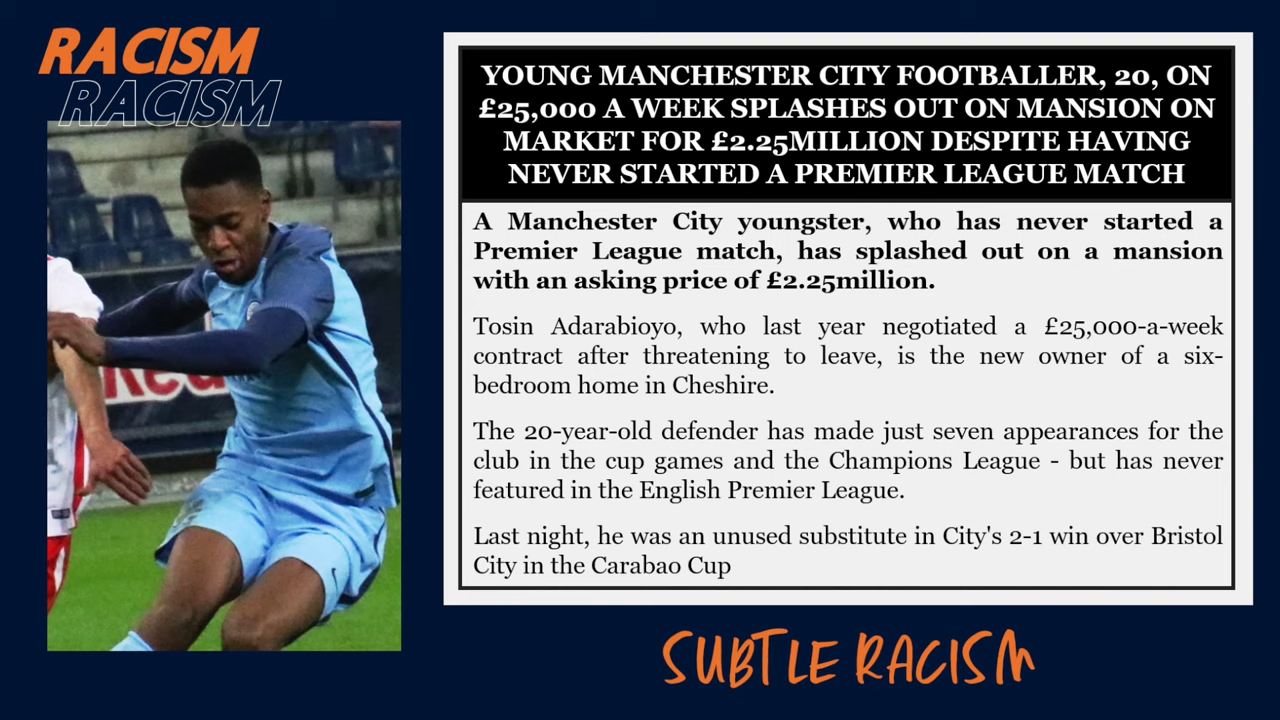 RACISM
RACISM
YOUNG MANCHESTER CITY FOOTBALLER, 20, ON
£25,000 A WEEK SPLASHES OUT ON MANSION ON
MARKET FOR £2.25MILLION DESPITE HAVING
NEVER STARTED A PREMIER LEAGUE MATCH
A Manchester City youngster, who has never started a
Premier League match, has splashed out on a mansion
with an asking price of £2.25million.
Tosin Adarabioyo, who last year negotiated a £25,000-a-week
contract after threatening to leave, is the new owner of a six-
bedroom home in Cheshire.
The 20-year-old defender has made just seven appearances for the
club in the cup games and the Champions League - but has never
featured in the English Premier League.
Last night, he was an unused substitute in City's 2-1 win over Bristol
City in the Carabao Cup
SUBTLE RACISM